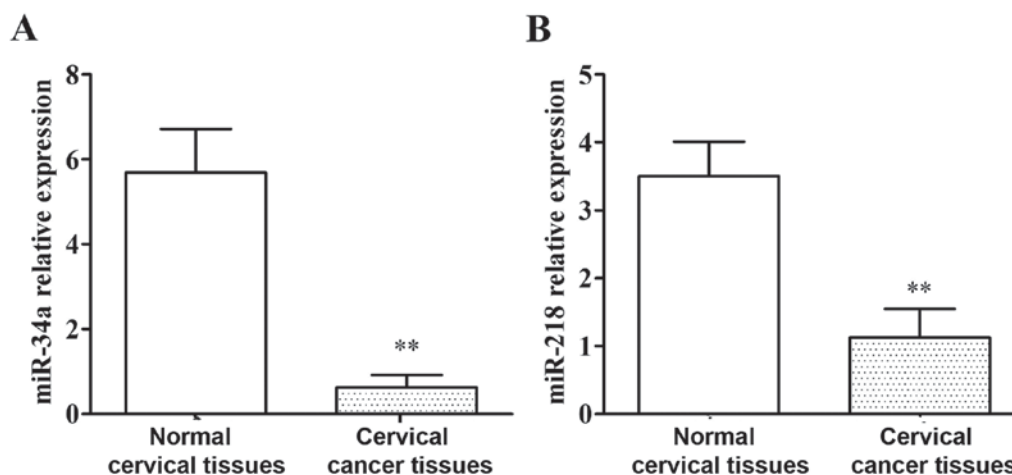 A
miR-34a relative expression
8
6
4
2
0
**
Normal
cervical tissues
Cervical
cancer tissues
B
miR-218 relative expression
5
4
3
2
1
0
**
Normal
cervical tissues
Cervical
cancer tissues